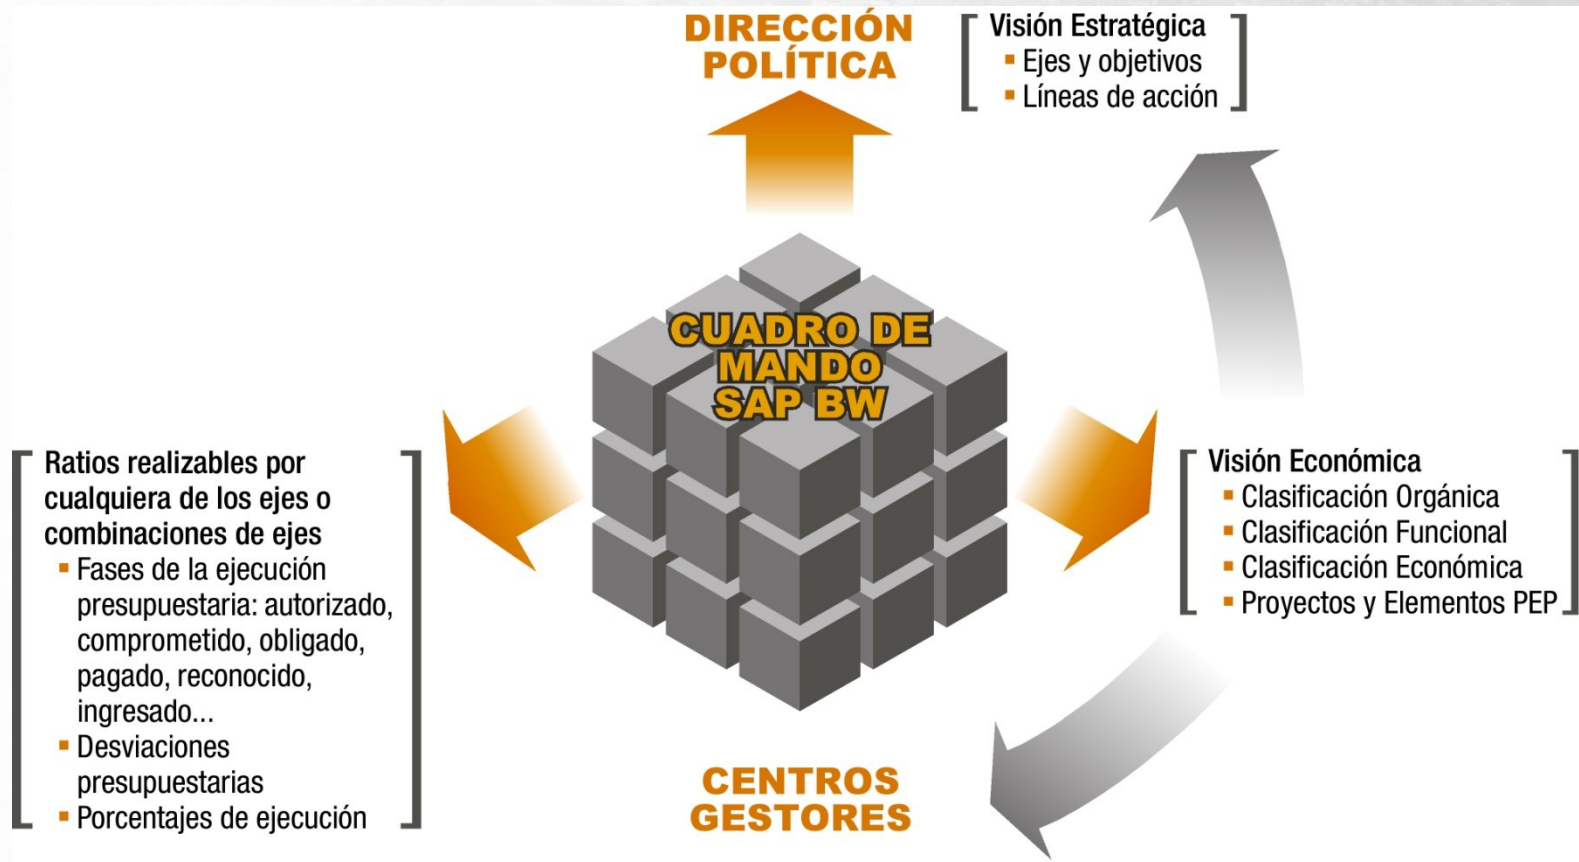 DIRECCIÓN
POLÍTICA
Visión Estratégica
▪ Ejes y objetivos
▪ Líneas de acción
CUADRO DE
MANDO
SAP BW
Ratios realizables por
cualquiera de los ejes o
combinaciones de ejes
▪ Fases de la ejecución
presupuestaria: autorizado,
comprometido, obligado,
pagado, reconocido,
ingresado...
▪ Desviaciones
presupuestarias
▪ Porcentajes de ejecución
Visión Económica
▪ Clasificación Orgánica
▪ Clasificación Funcional
▪ Clasificación Económica
▪ Proyectos y Elementos PEP
CENTROS
GESTORES